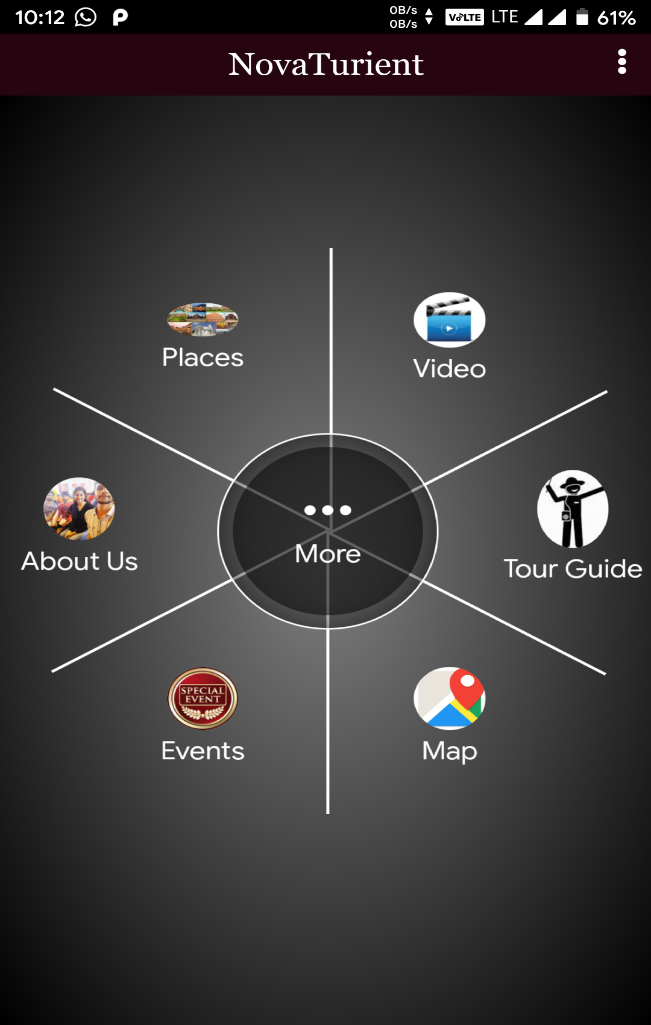 10:12
0B/s
0B/s
VoLTE LTE 61%
NovaTurient
Places
Video
About Us
More
Tour Guide
SPECIAL
EVENT
Events
Map